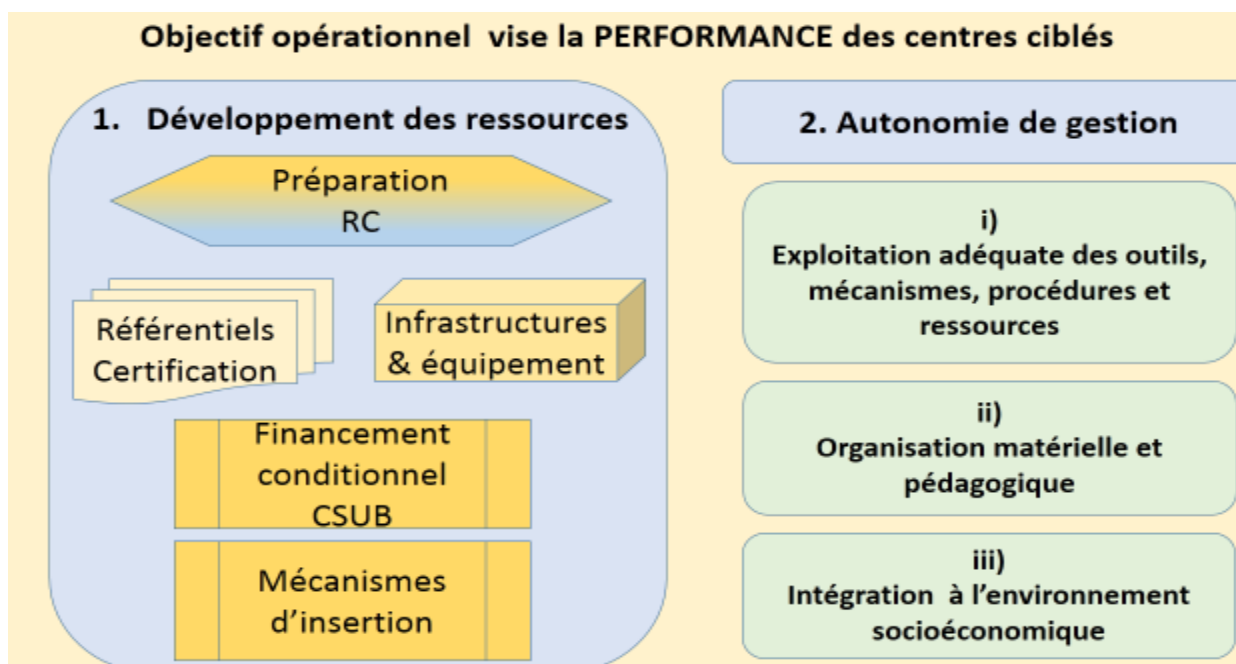 Objectif opérationnel vise la PERFORMANCE des centres ciblés
1. Développement des ressources
Préparation
RC
Référentiels
Certification
Infrastructures
& équipement
Financement
conditionnel
CSUB
Mécanismes
d’insertion
2. Autonomie de gestion
i)
Exploitation adéquate des outils,
mécanismes, procédures et
ressources
ii)
Organisation matérielle et
pédagogique
iii)
Intégration à l’environnement
socioéconomique